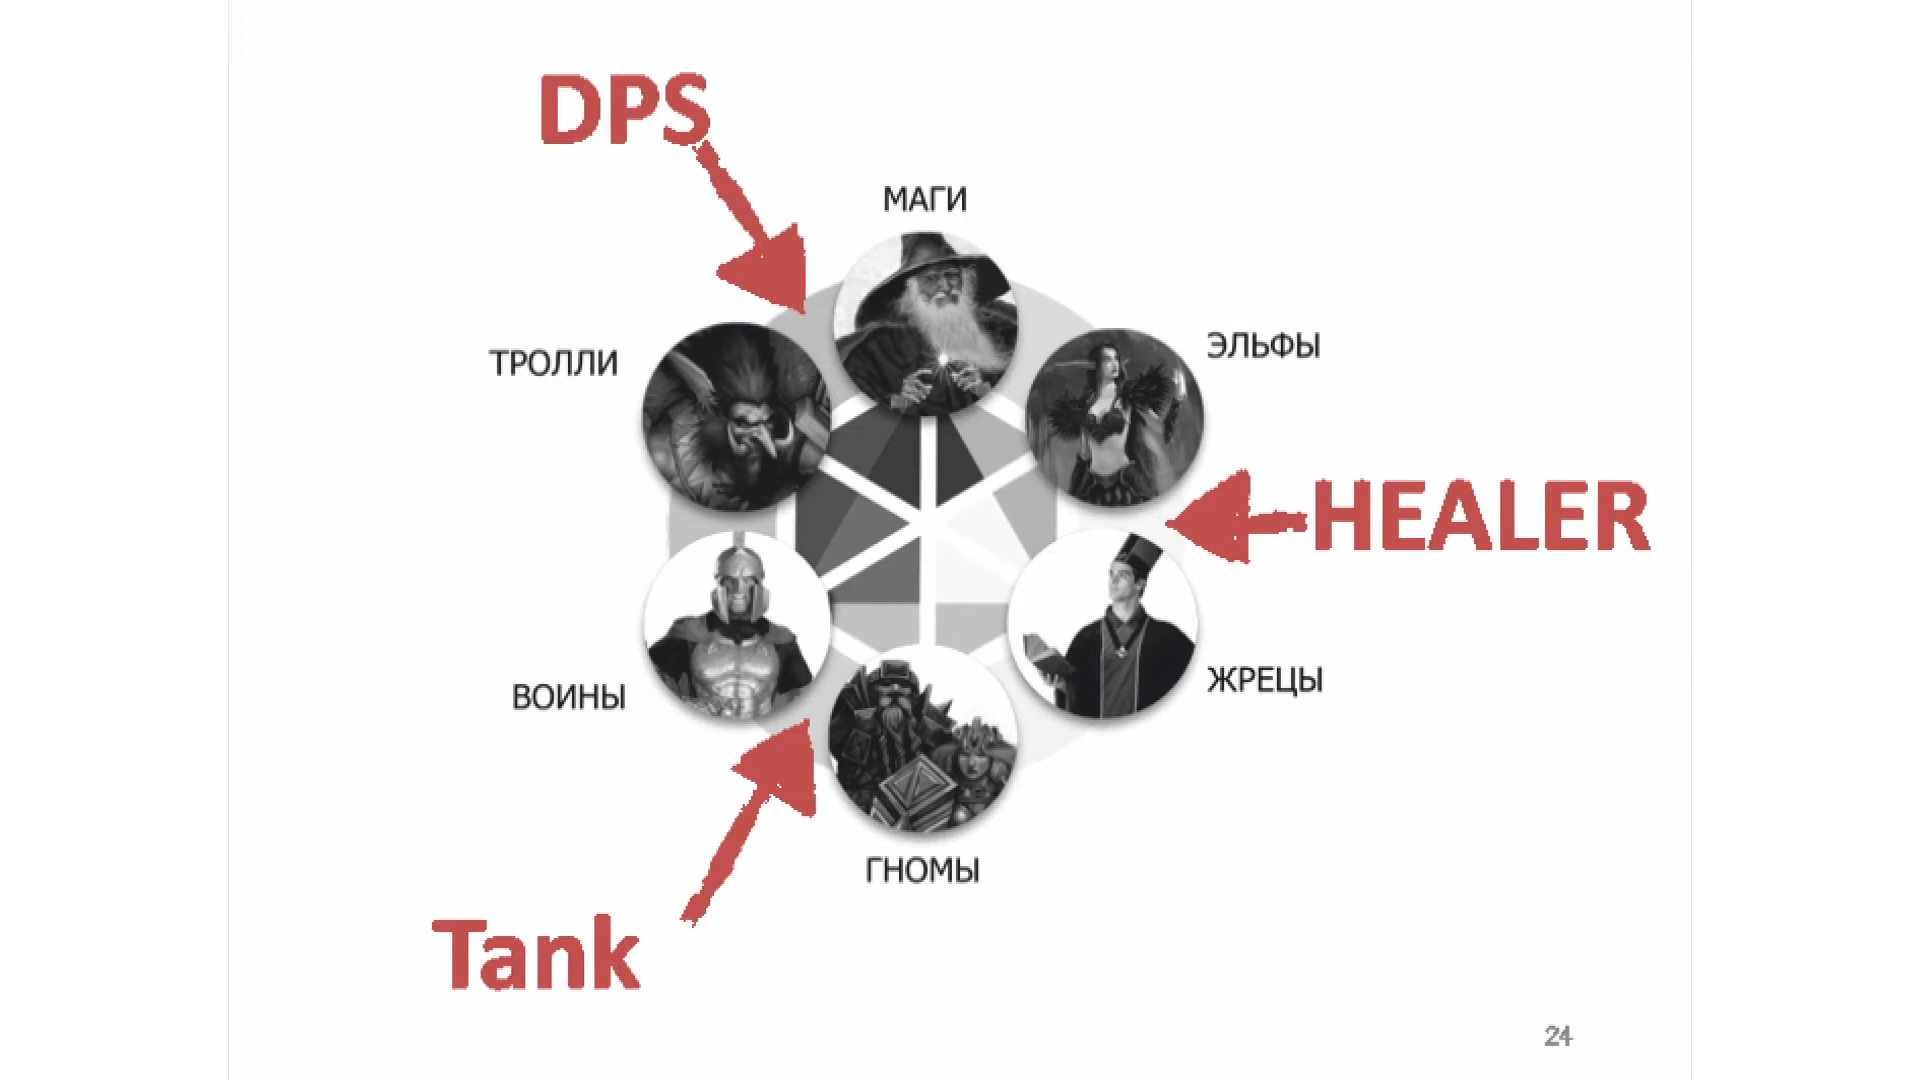 DPS
МАГИ
ЭЛЬФЫ
ТРОЛЛИ
HEALER
ЖРЕЦЫ
ВОИНЫ
ГНОМЫ
Tank
24